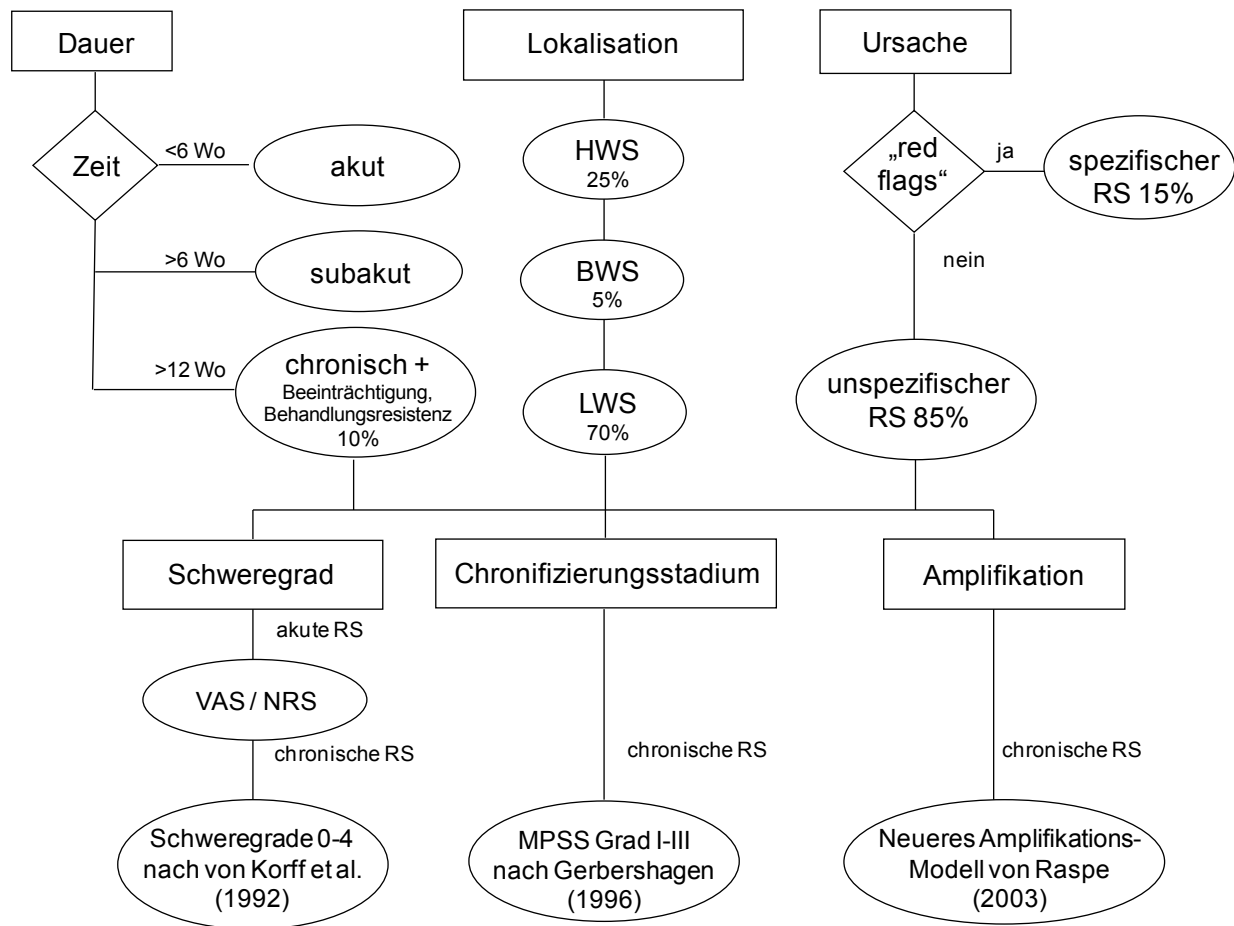 Dauer
Lokalisation
Ursache
Zeit
<6 Wo
akut
>6 Wo
subakut
>12 Wo
chronisch +
Beeinträchtigung,
Behandlungsresistenz
10%
HWS
25%
BWS
5%
LWS
70%
„red
flags“
ja
spezifischer
RS 15%
nein
unspezifischer
RS 85%
Schweregrad
Chronifizierungsstadium
Amplifikation
akute RS
VAS / NRS
chronische RS
Schweregrade 0-4
nach von Korff et al.
(1992)
chronische RS
MPSS Grad I-III
nach Gerbershagen
(1996)
chronische RS
Neueres Amplifikations-
Modell von Raspe
(2003)